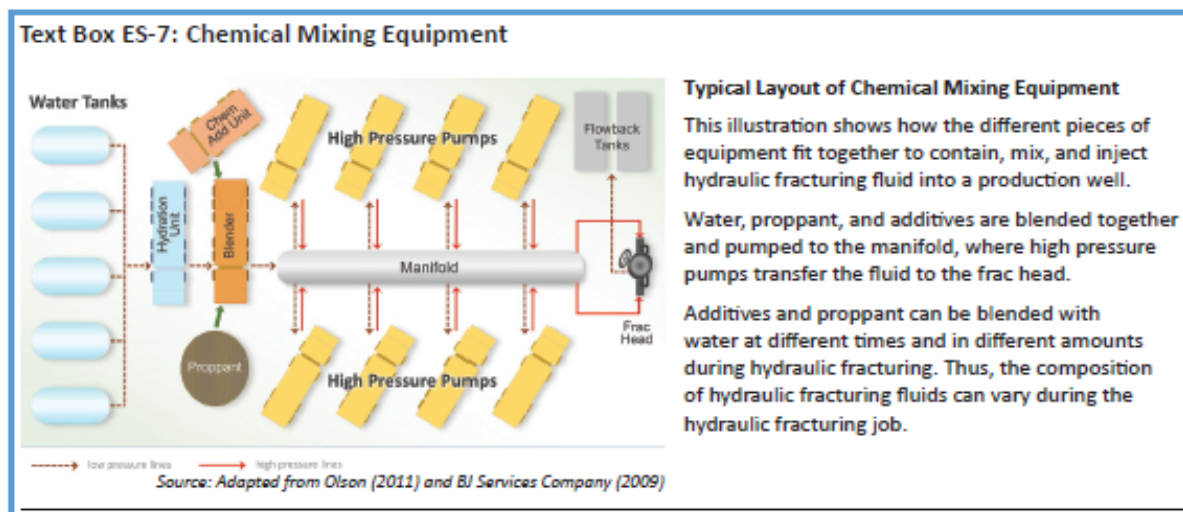 Text Box ES-7: Chemical Mixing Equipment
Water Tanks
Chem
Add Unit
High Pressure Pumps
Flowback
Tanks
Hydration
Unit
Blender
Manifold
Frac
Head
Proppant
High Pressure Pumps
low pressure lines
high pressure lines
Source: Adapted from Olson (2011) and BJ Services Company (2009)
Typical Layout of Chemical Mixing Equipment
This illustration shows how the different pieces of
equipment fit together to contain, mix, and inject
hydraulic fracturing fluid into a production well.
Water, proppant, and additives are blended together
and pumped to the manifold, where high pressure
pumps transfer the fluid to the frac head.
Additives and proppant can be blended with
water at different times and in different amounts
during hydraulic fracturing. Thus, the composition
of hydraulic fracturing fluids can vary during the
hydraulic fracturing job.